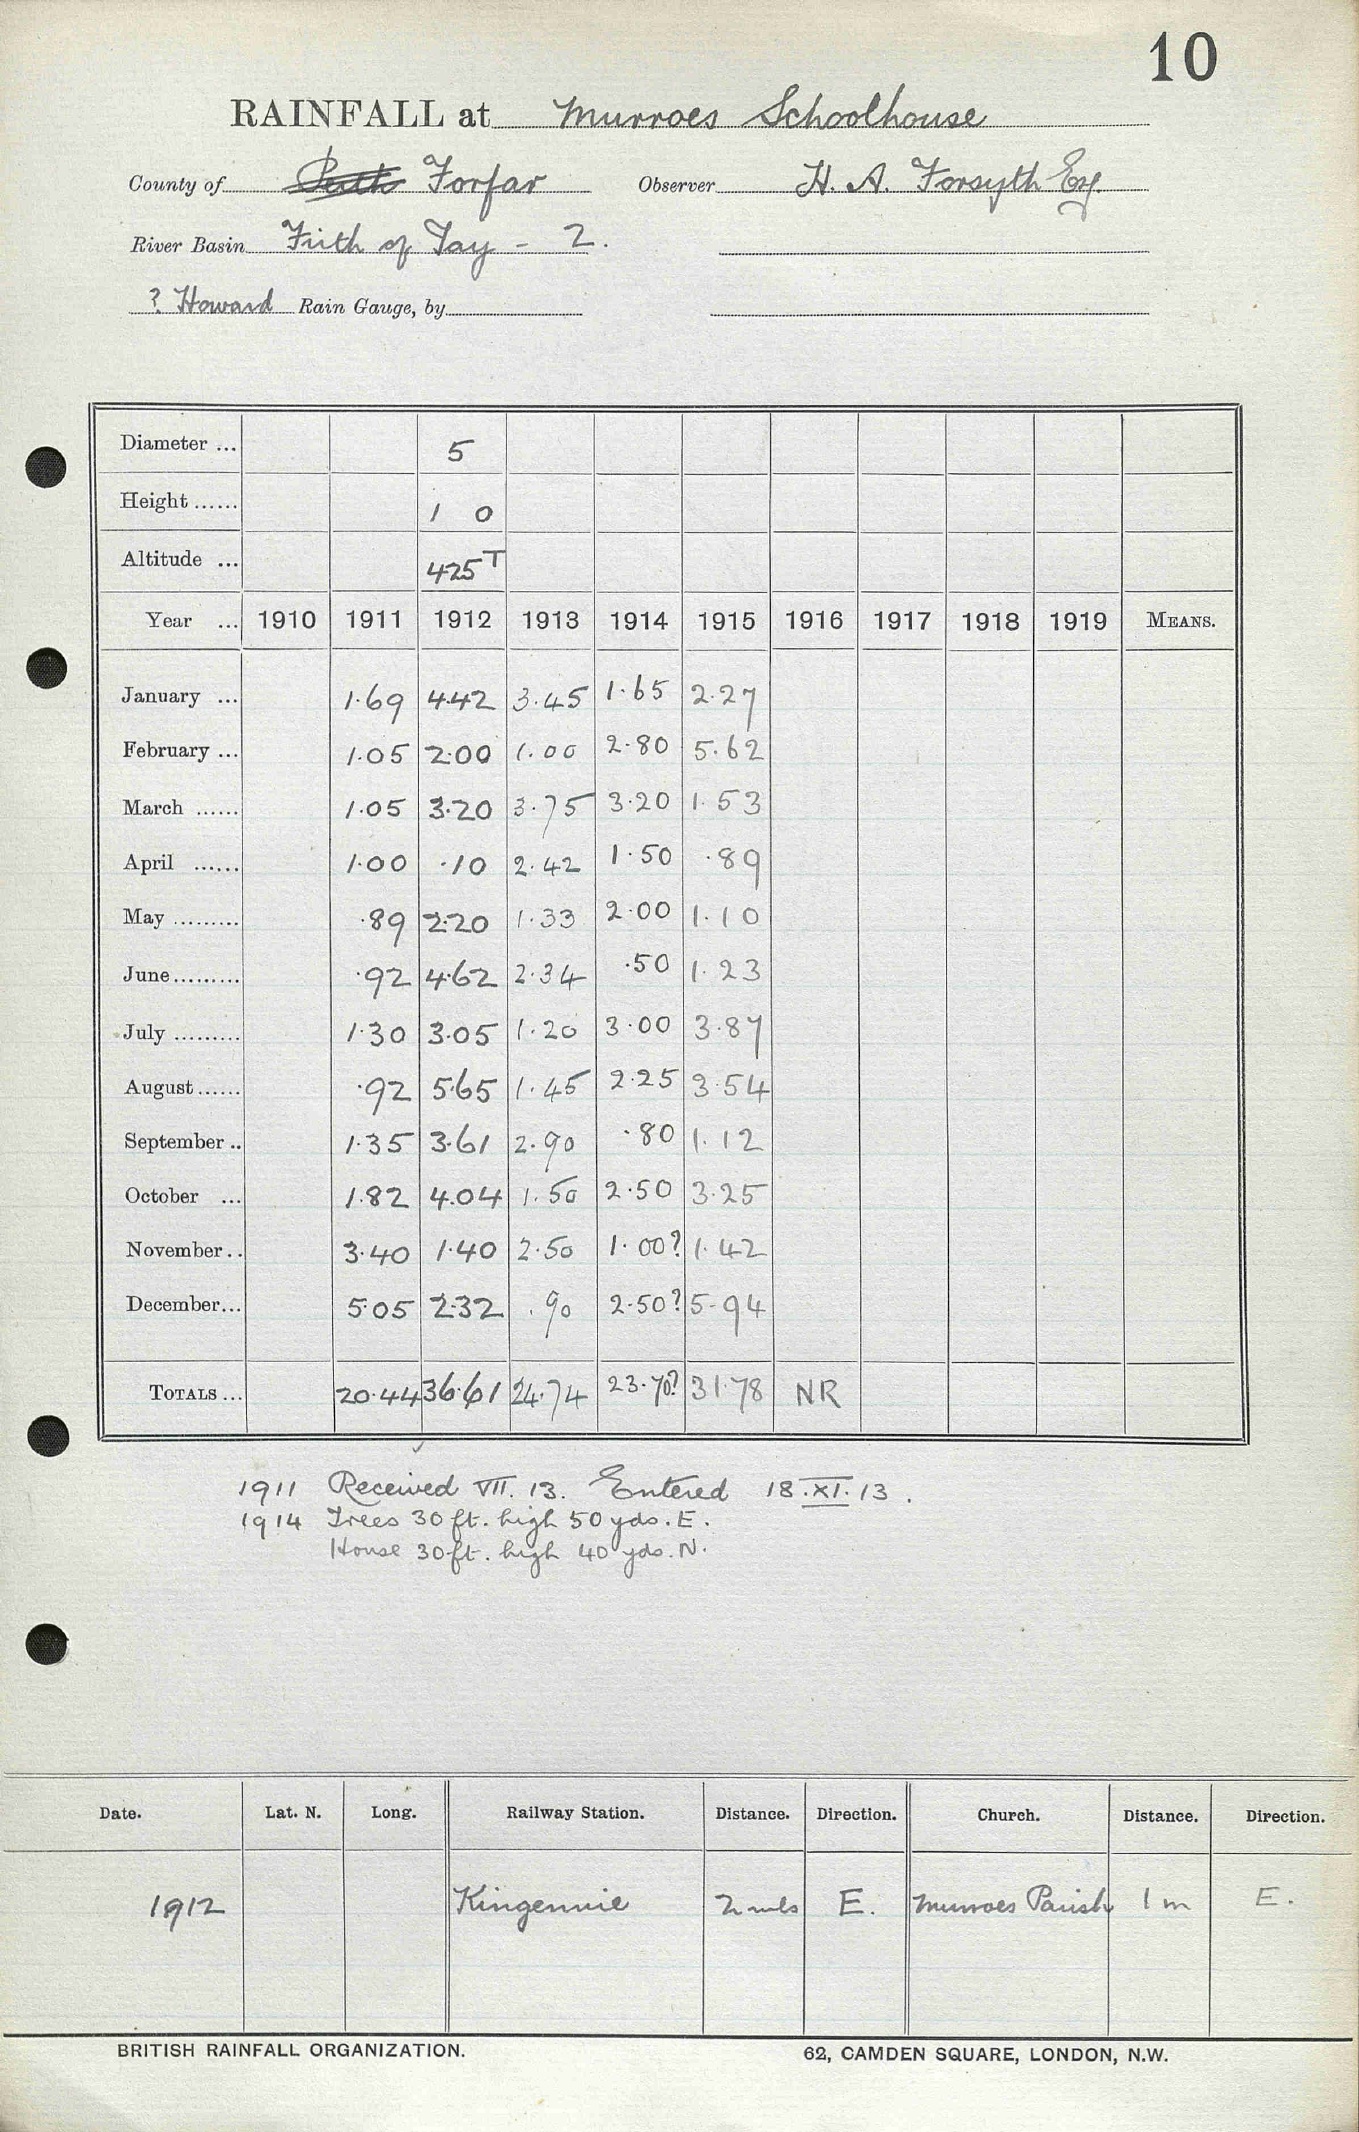 10
RAINFALL at Murroes Schoolhouse
County of Perth Forfar Observer H. A. Forsyth Esq.
River Basin Firth of Tay - 2.
? Howard Rain Gauge, by
Diameter ... 5
Height ...... 1 0
Altitude ... 425 T
Year ... 1910 1911 1912 1913 1914 1915 1916 1917 1918 1919 MEANS.
January ... 1.69 4.42 3.45 1.65 2.27
February ... 1.05 2.00 1.00 2.80 5.62
March ...... 1.05 3.20 3.75 3.20 1.53
April ...... 1.00 .10 2.42 1.50 .89
May ......... .89 2.20 1.33 2.00 1.10
June......... .92 4.62 2.34 .50 1.23
July ......... 1.30 3.05 1.20 3.00 3.87
August...... .92 5.65 1.45 2.25 3.54
September .. 1.35 3.61 2.90 .80 1.12
October ... 1.82 4.04 1.50 2.50 3.25
November.. 3.40 1.40 2.50 1.00? 1.42
December... 5.05 2.32 .90 2.50? 5.94
TOTALS ... 20.44 36.61 24.74 23.70? 31.78 NR
1911 Received VII. 13. Entered 18.XI.13.
1914 Trees 30 ft. high 50 yds. E.
House 30 ft. high 40 yds. N.
Date. Lat. N. Long. Railway Station. Distance. Direction. Church. Distance. Direction.
1912 Kingennie 2 mls E. Murroes Parish 1 m E.
BRITISH RAINFALL ORGANIZATION. 62, CAMDEN SQUARE, LONDON, N.W.